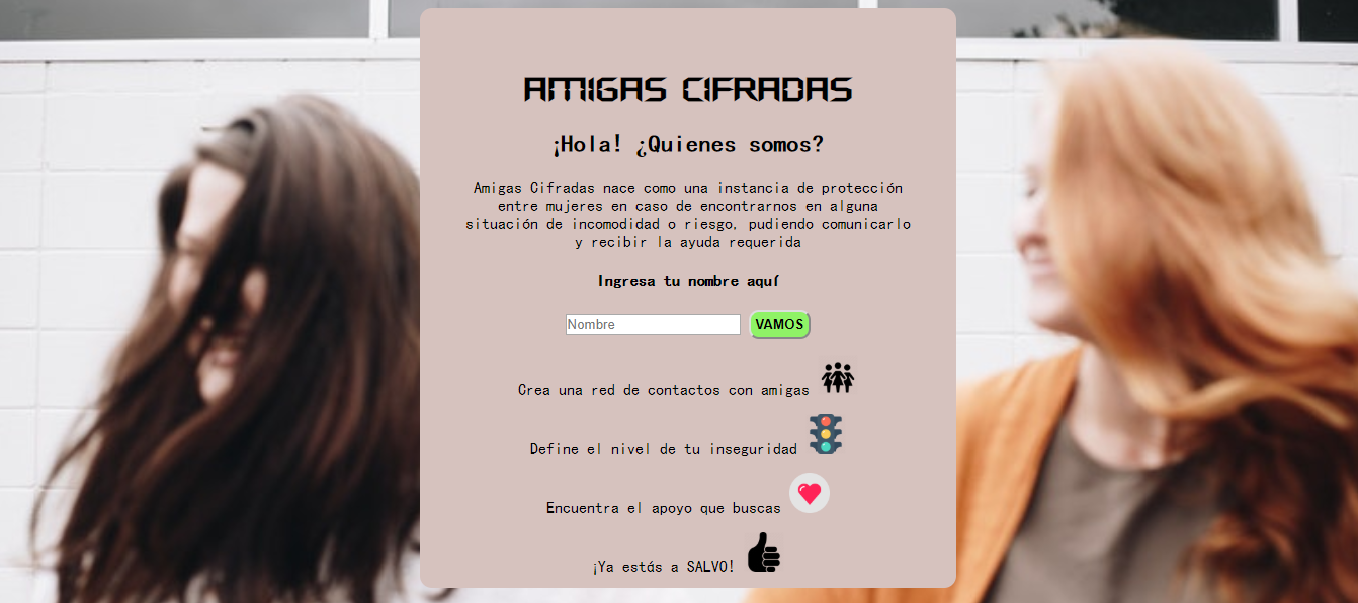 AMIGAS CIFRADAS
¡Hola! ¿Quienes somos?
Amigas Cifradas nace como una instancia de protección
entre mujeres en caso de encontrarnos en alguna
situación de incomodidad o riesgo, pudiendo comunicarlo
y recibir la ayuda requerida
Ingresa tu nombre aquí
Nombre VAMOS
Crea una red de contactos con amigas
Define el nivel de tu inseguridad
Encuentra el apoyo que buscas
¡Ya estás a SALVO!